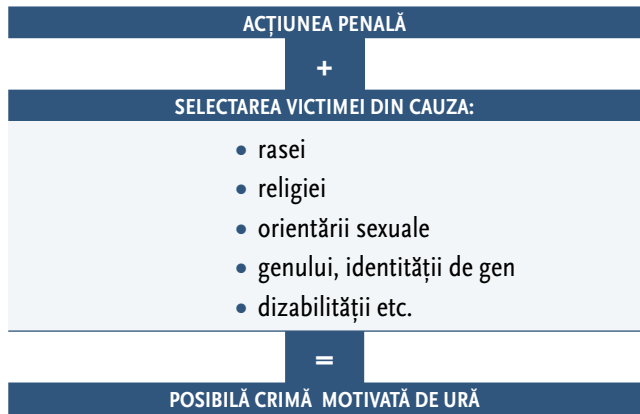 ACȚIUNEA PENALĂ
+
SELECTAREA VICTIMEI DIN CAUZA:
• rasei
• religiei
• orientării sexuale
• genului, identității de gen
• dizabilității etc.
=
POSIBILĂ CRIMĂ MOTIVATĂ DE URĂ